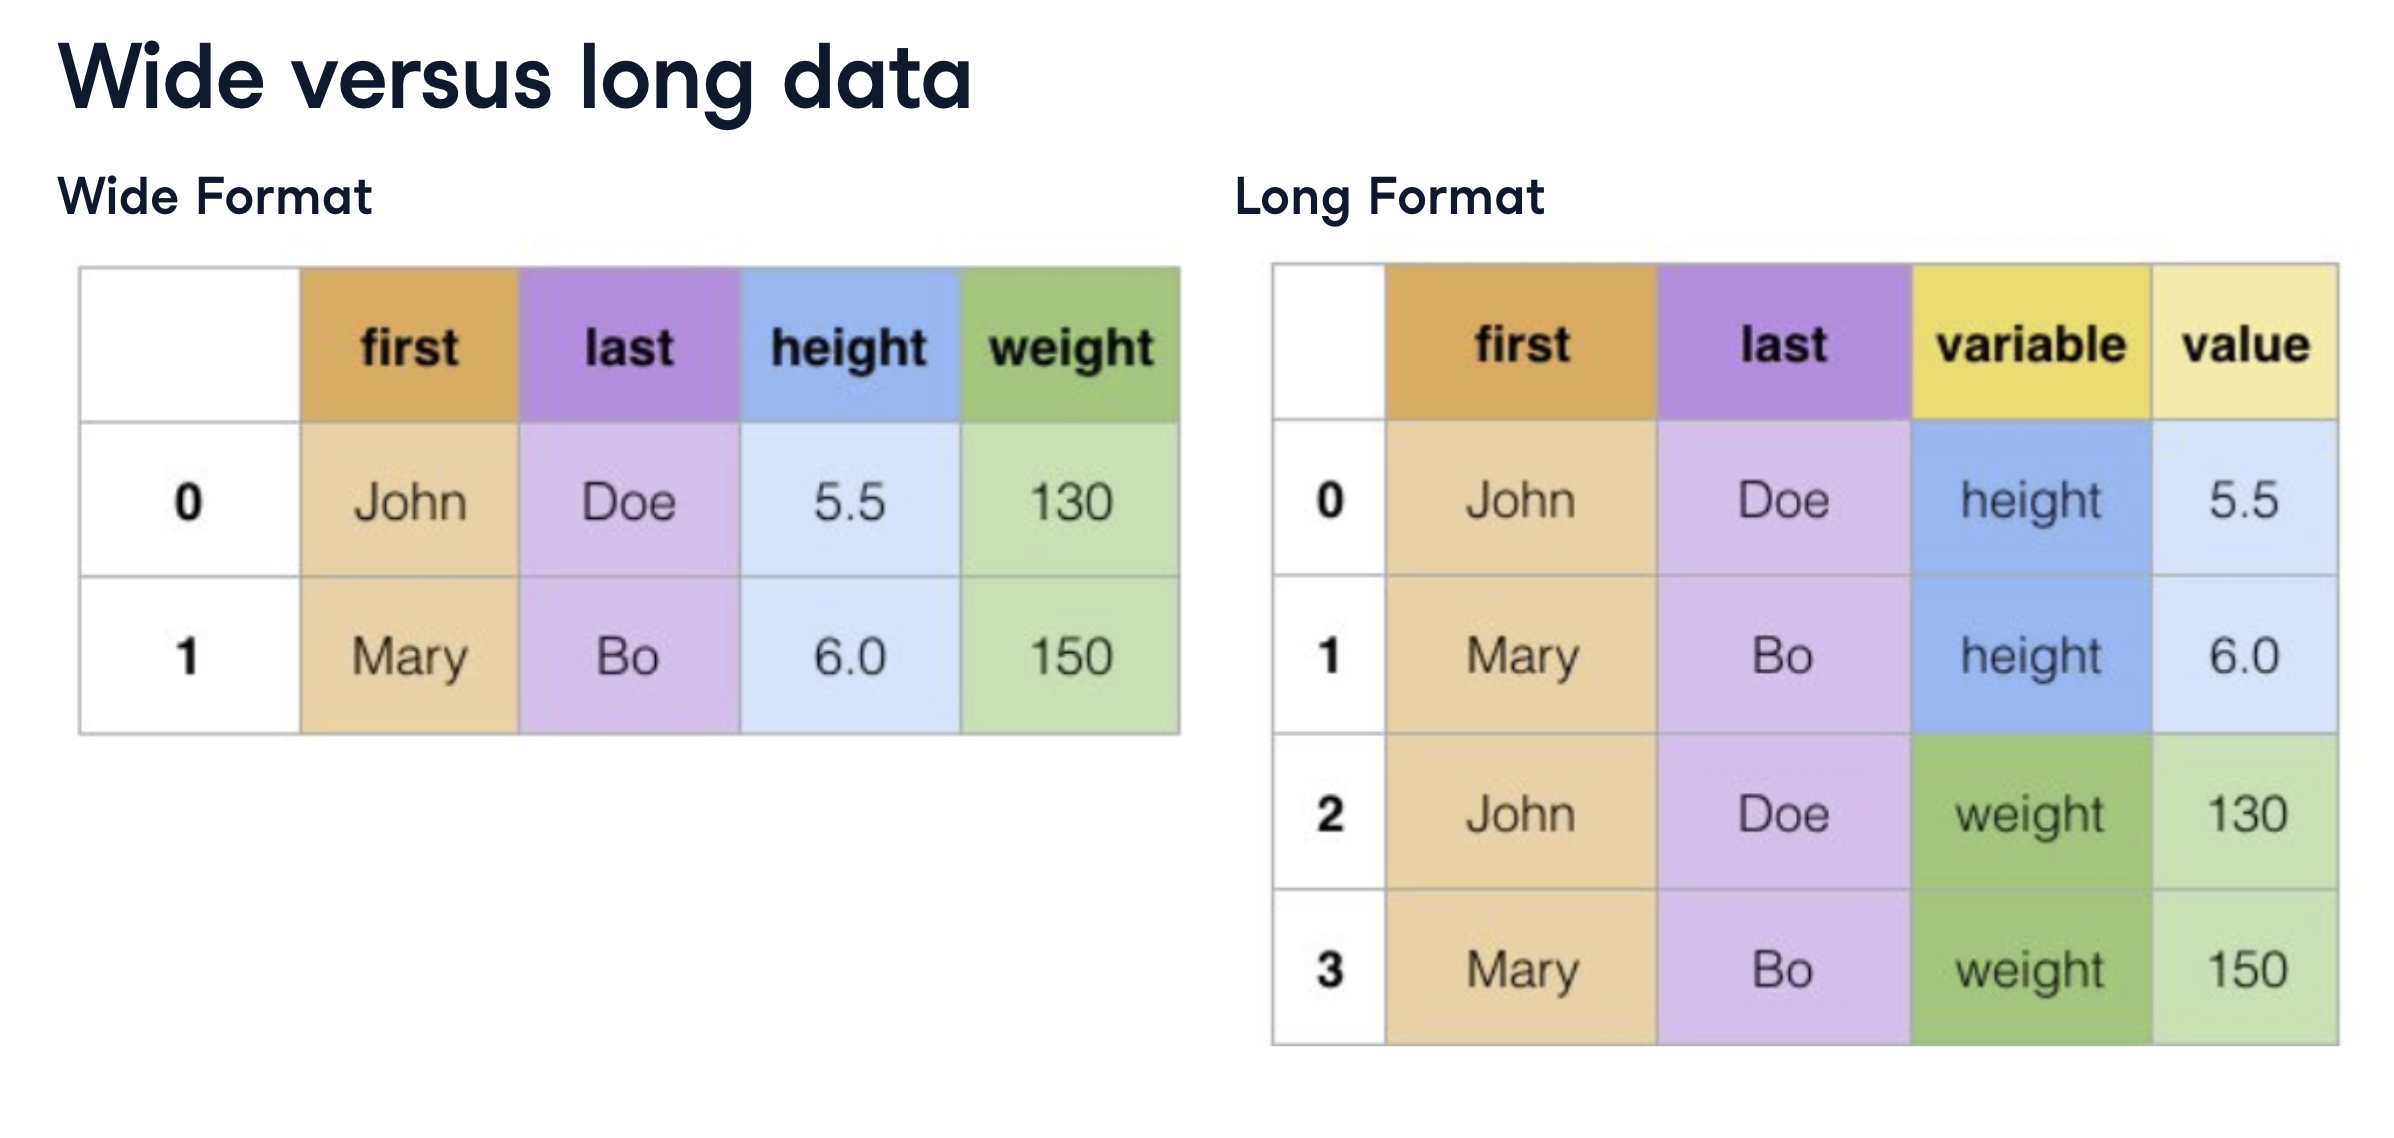 Wide versus long data
Wide Format
first last height weight
0 John Doe 5.5 130
1 Mary Bo 6.0 150
Long Format
first last variable value
0 John Doe height 5.5
1 Mary Bo height 6.0
2 John Doe weight 130
3 Mary Bo weight 150